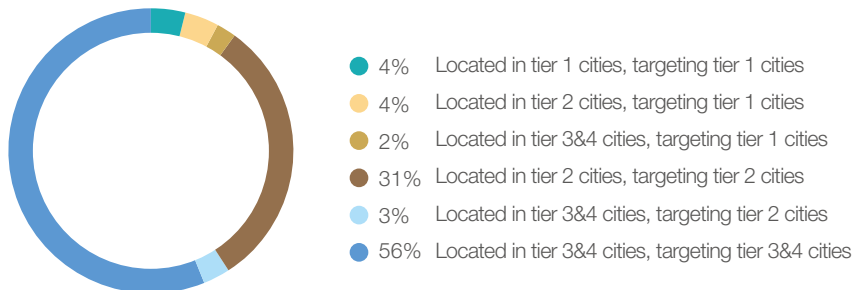 4% Located in tier 1 cities, targeting tier 1 cities
4% Located in tier 2 cities, targeting tier 1 cities
2% Located in tier 3&4 cities, targeting tier 1 cities
31% Located in tier 2 cities, targeting tier 2 cities
3% Located in tier 3&4 cities, targeting tier 2 cities
56% Located in tier 3&4 cities, targeting tier 3&4 cities